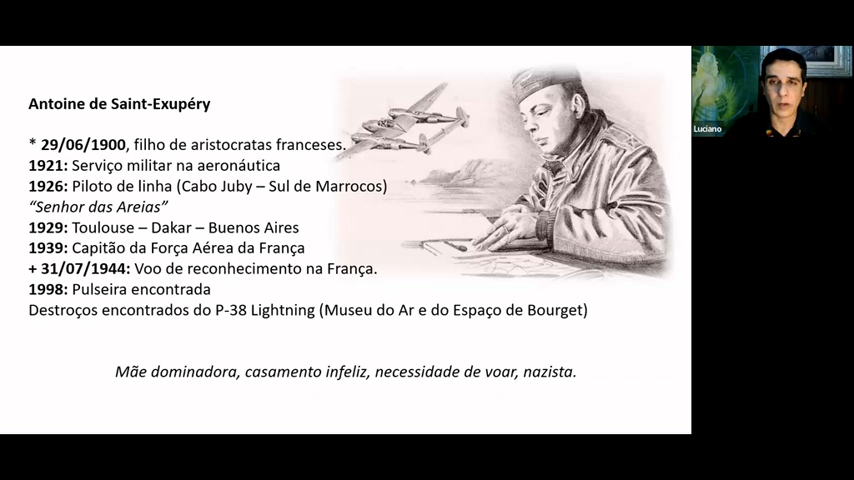 Antoine de Saint-Exupéry
* 29/06/1900, filho de aristocratas franceses.
1921: Serviço militar na aeronáutica
1926: Piloto de linha (Cabo Juby – Sul de Marrocos)
“Senhor das Areias”
1929: Toulouse – Dakar – Buenos Aires
1939: Capitão da Força Aérea da França
+ 31/07/1944: Voo de reconhecimento na França.
1998: Pulseira encontrada
Destroços encontrados do P-38 Lightning (Museu do Ar e do Espaço de Bourget)
Mãe dominadora, casamento infeliz, necessidade de voar, nazista.
Luciano